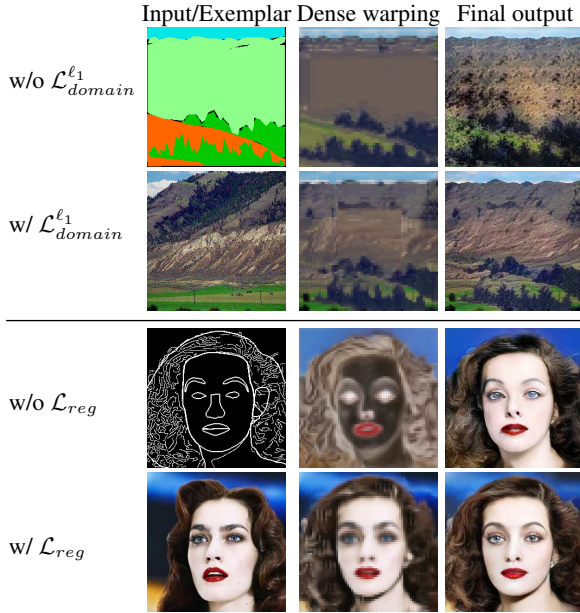 Input/Exemplar Dense warping Final output
w/o $\mathcal{L}_{domain}^{\ell_1}$
w/ $\mathcal{L}_{domain}^{\ell_1}$
w/o $\mathcal{L}_{reg}$
w/ $\mathcal{L}_{reg}$